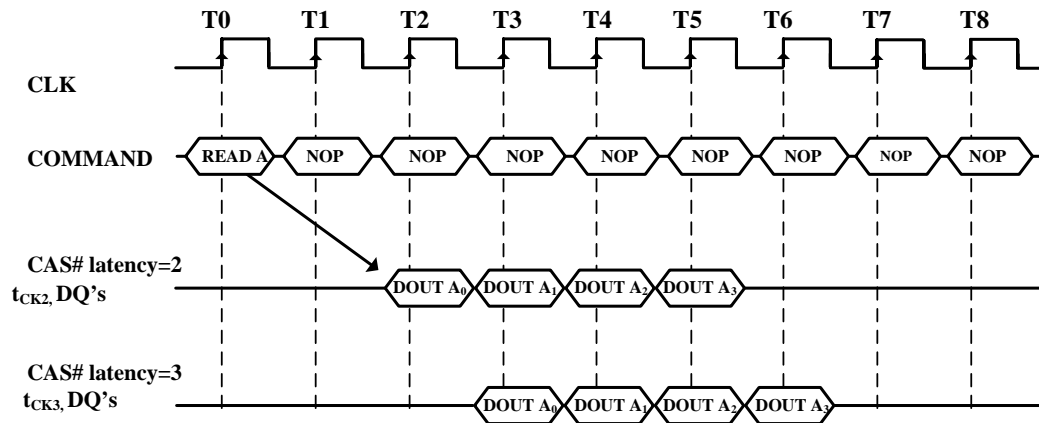 T0 T1 T2 T3 T4 T5 T6 T7 T8
CLK
COMMAND READ A NOP NOP NOP NOP NOP NOP NOP NOP
CAS# latency=2
tCK2, DQ's DOUT A0 DOUT A1 DOUT A2 DOUT A3
CAS# latency=3
tCK3, DQ's DOUT A0 DOUT A1 DOUT A2 DOUT A3